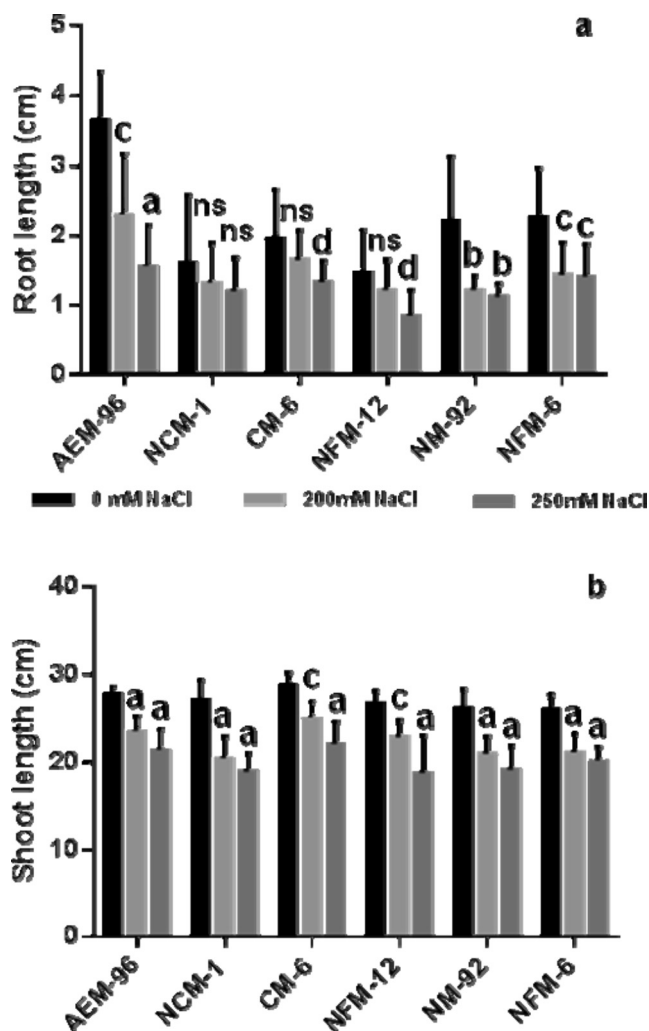 a
Root length (cm)
5
4
3
2
1
0
c
a
ns
ns
ns
d
ns
d
b
b
c
c
AEM-96
NCM-1
CM-6
NFM-12
NM-92
NFM-6
0 mM NaCl
200mM NaCl
250mM NaCl
b
Shoot length (cm)
40
30
20
10
0
a
a
a
a
c
a
c
a
a
a
a
a
AEM-96
NCM-1
CM-6
NFM-12
NM-92
NFM-6